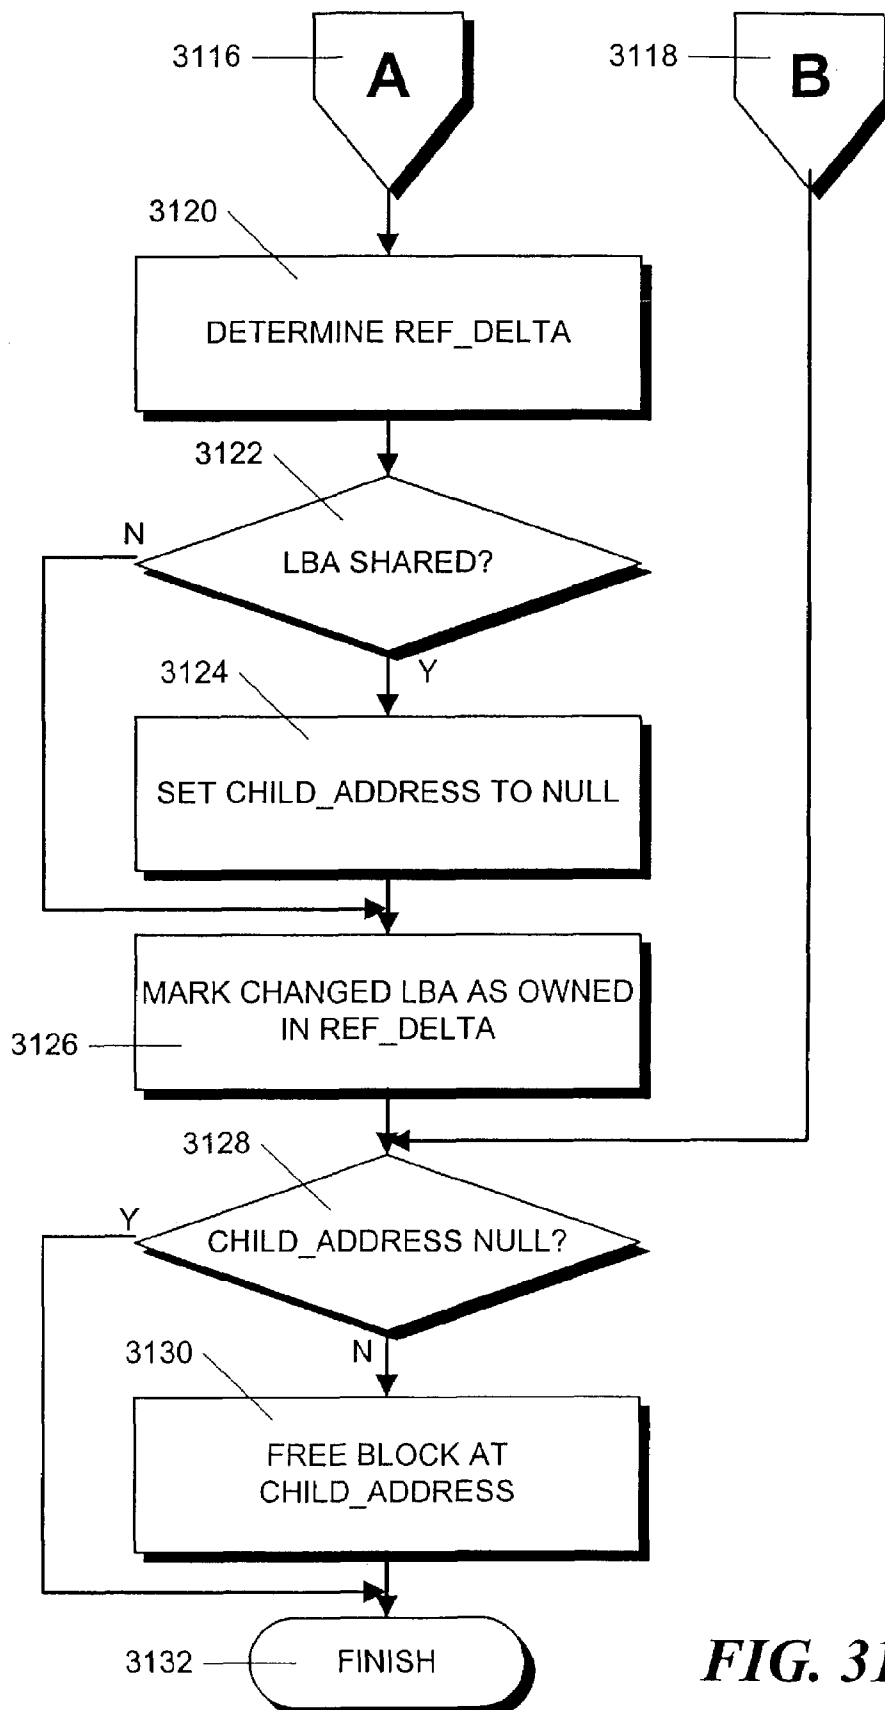 3116
A
3118
B
3120
DETERMINE REF_DELTA
3122
N
LBA SHARED?
Y
3124
SET CHILD_ADDRESS TO NULL
MARK CHANGED LBA AS OWNED
IN REF_DELTA
3126
3128
Y
CHILD_ADDRESS NULL?
N
3130
FREE BLOCK AT
CHILD_ADDRESS
3132
FINISH
FIG. 31